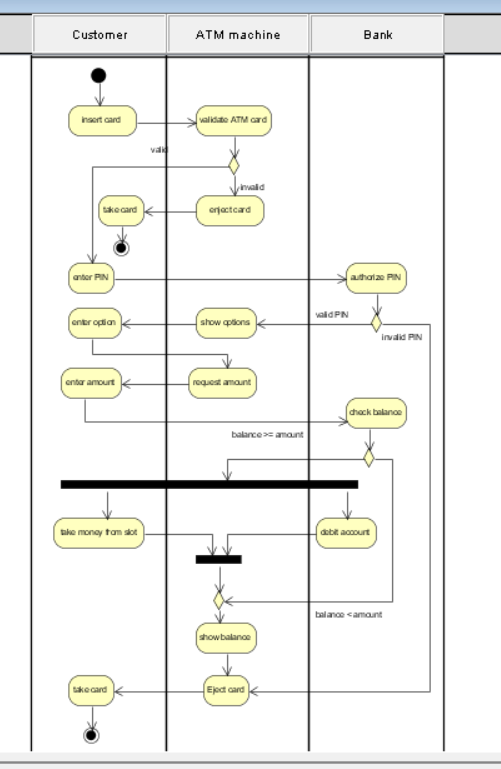 Customer
ATM machine
Bank
insert card
validate ATM card
valid
invalid
take card
enject card
enter PIN
authorize PIN
valid PIN
enter option
show options
invalid PIN
enter amount
request amount
check balance
balance >= amount
take money from slot
debit account
balance < amount
show balance
take card
Eject card